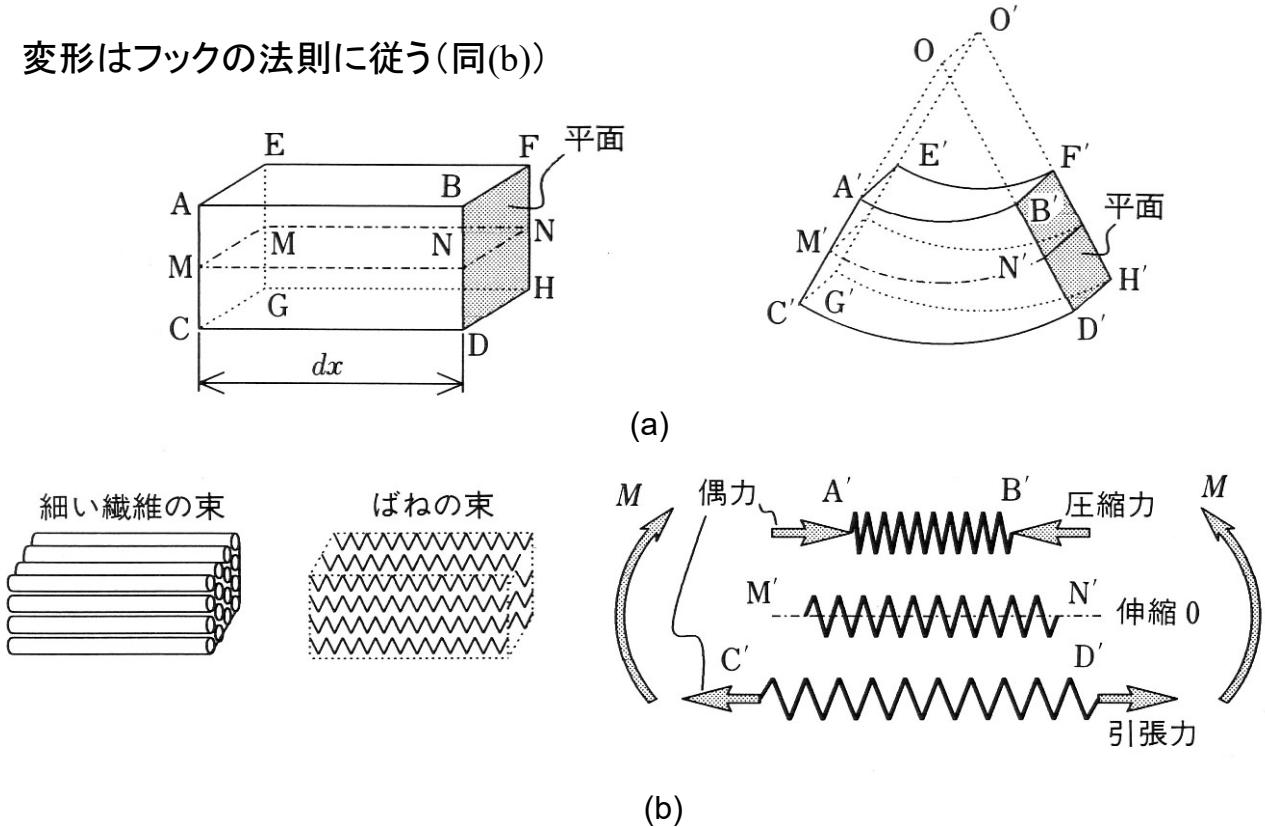 変形はフックの法則に従う（同(b)）
O O′
E F 平面
A B
M M N N
G H
C D
dx
E′ F′
A′ B′ 平面
M′ N′
C′ G′ H′
D′
(a)
細い繊維の束
ばねの束
M 偶力 A′ B′ 圧縮力 M
M′ N′ 伸縮 0
C′ D′
引張力
(b)